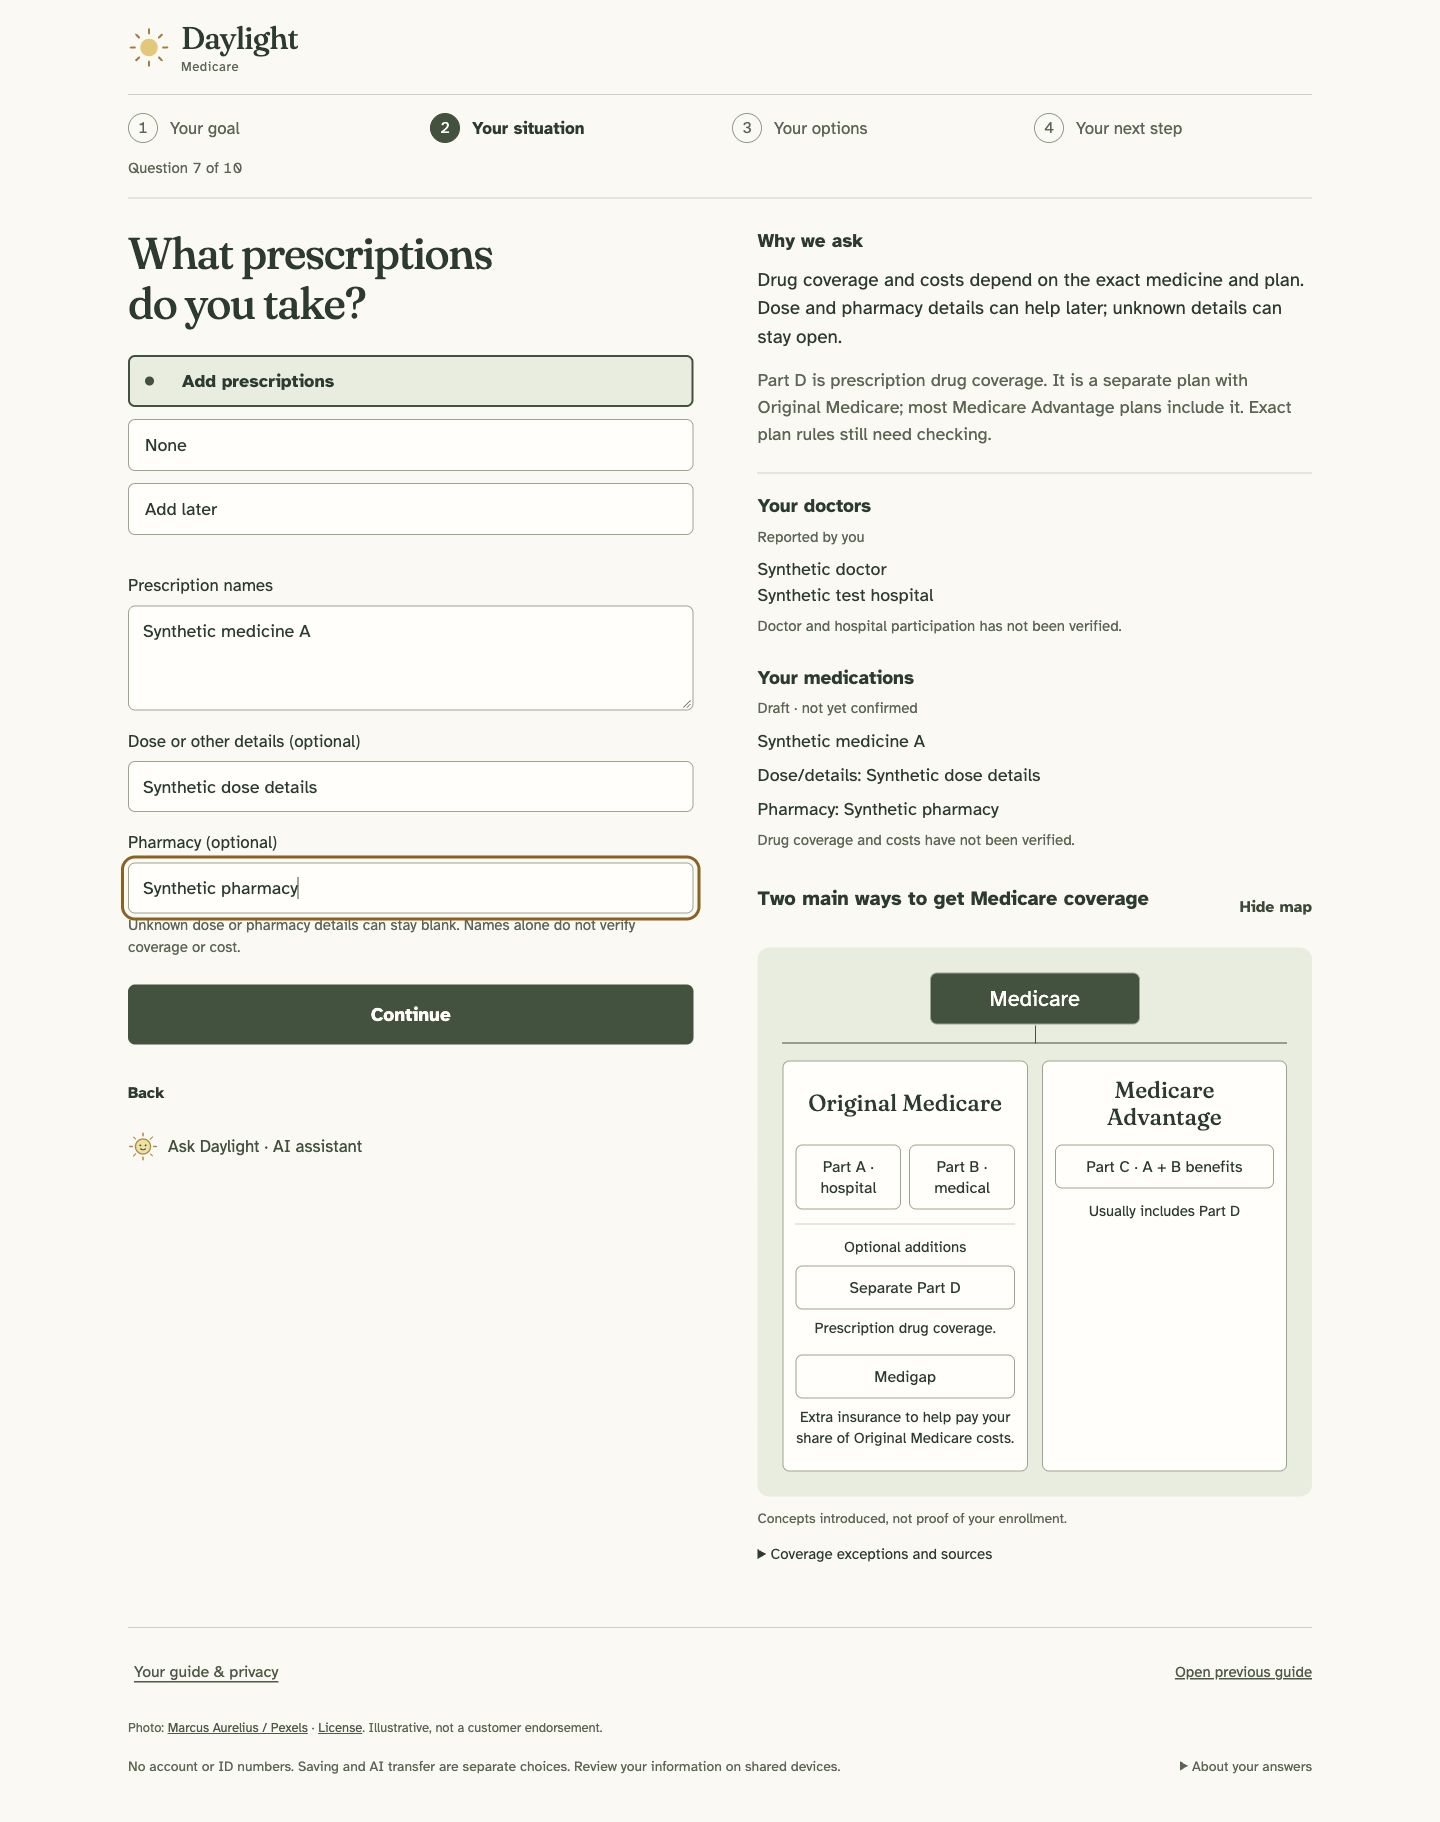 Daylight
Medicare
1 Your goal
2 Your situation
3 Your options
4 Your next step
Question 7 of 10
What prescriptions
do you take?
Add prescriptions
None
Add later
Prescription names
Synthetic medicine A
Dose or other details (optional)
Synthetic dose details
Pharmacy (optional)
Synthetic pharmacy
Unknown dose or pharmacy details can stay blank. Names alone do not verify
coverage or cost.
Continue
Back
Ask Daylight · AI assistant
Why we ask
Drug coverage and costs depend on the exact medicine and plan.
Dose and pharmacy details can help later; unknown details can
stay open.
Part D is prescription drug coverage. It is a separate plan with
Original Medicare; most Medicare Advantage plans include it. Exact
plan rules still need checking.
Your doctors
Reported by you
Synthetic doctor
Synthetic test hospital
Doctor and hospital participation has not been verified.
Your medications
Draft · not yet confirmed
Synthetic medicine A
Dose/details: Synthetic dose details
Pharmacy: Synthetic pharmacy
Drug coverage and costs have not been verified.
Two main ways to get Medicare coverage
Hide map
Medicare
Original Medicare
Part A ·
hospital
Part B ·
medical
Optional additions
Separate Part D
Prescription drug coverage.
Medigap
Extra insurance to help pay your
share of Original Medicare costs.
Medicare
Advantage
Part C · A + B benefits
Usually includes Part D
Concepts introduced, not proof of your enrollment.
▶ Coverage exceptions and sources
Your guide & privacy
Open previous guide
Photo: Marcus Aurelius / Pexels · License. Illustrative, not a customer endorsement.
No account or ID numbers. Saving and AI transfer are separate choices. Review your information on shared devices.
▶ About your answers